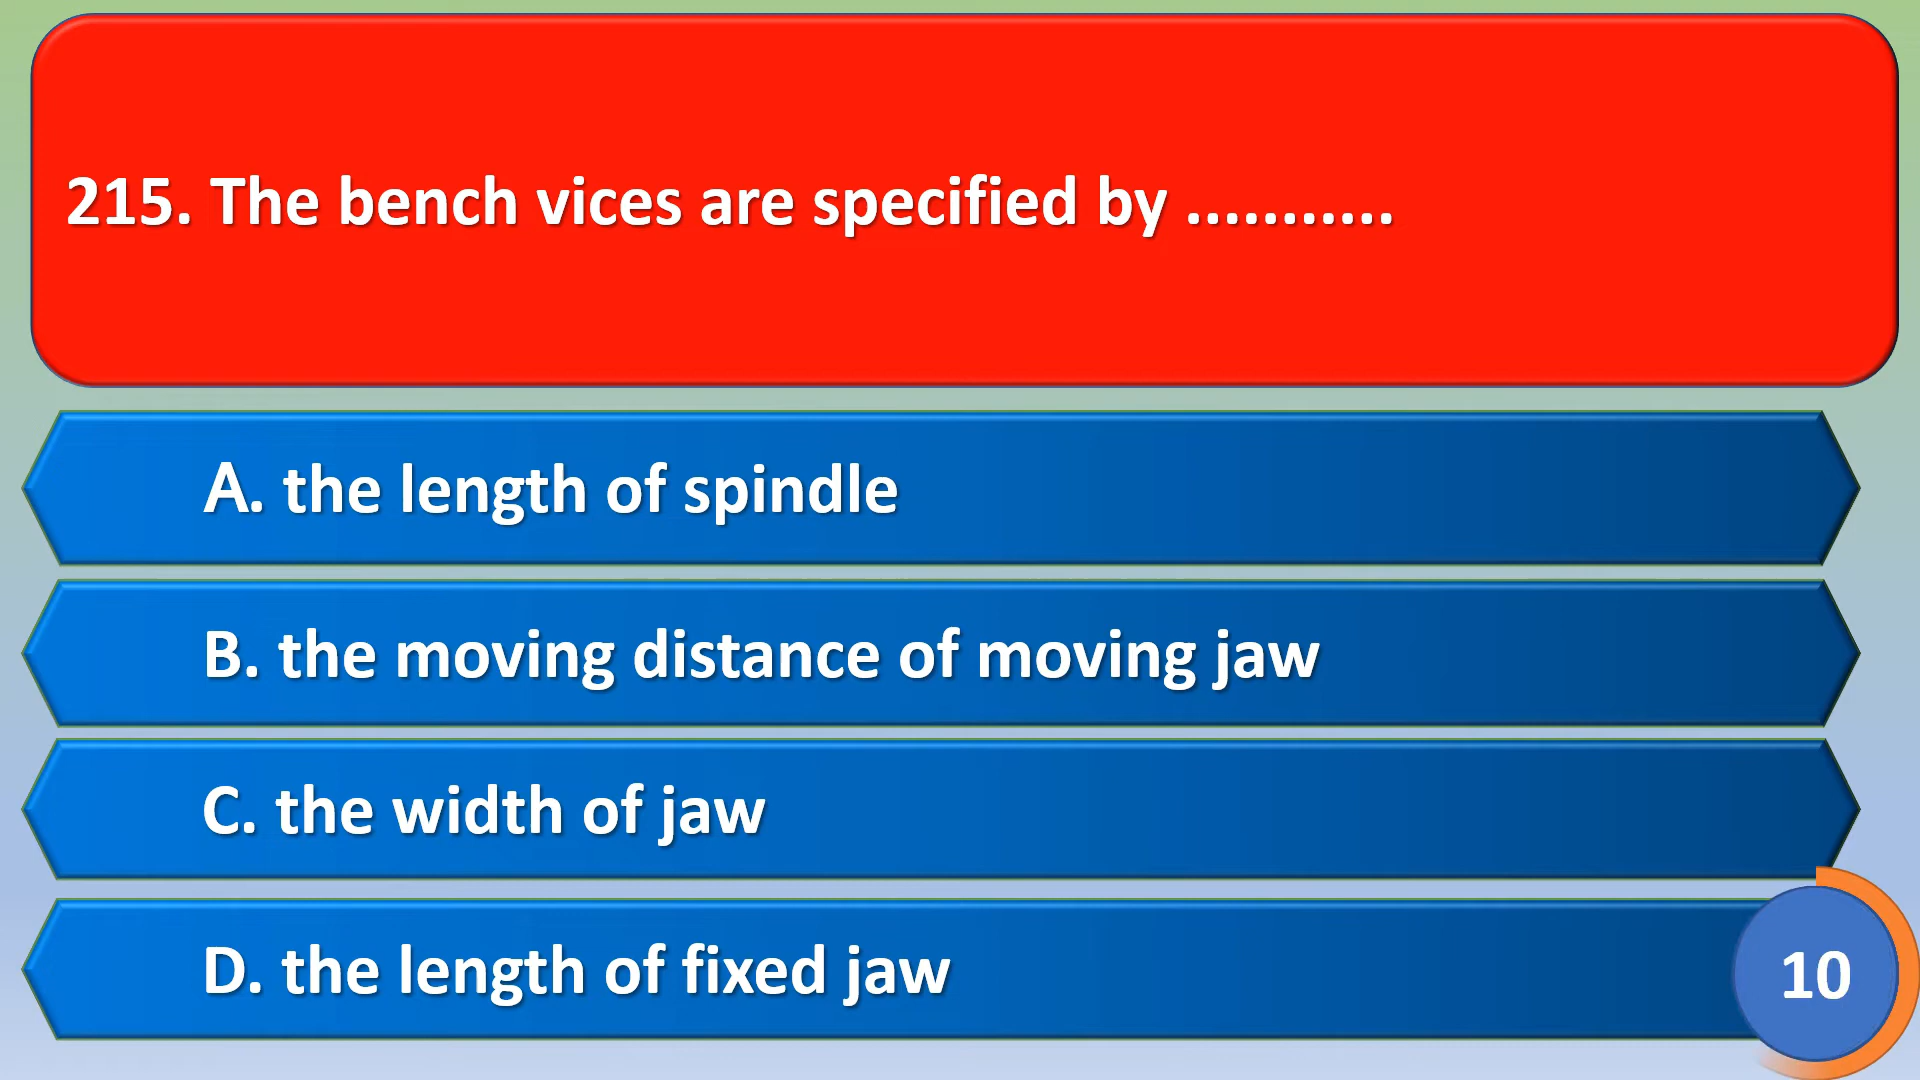 215. The bench vices are specified by ...........
A. the length of spindle
B. the moving distance of moving jaw
C. the width of jaw
D. the length of fixed jaw
10